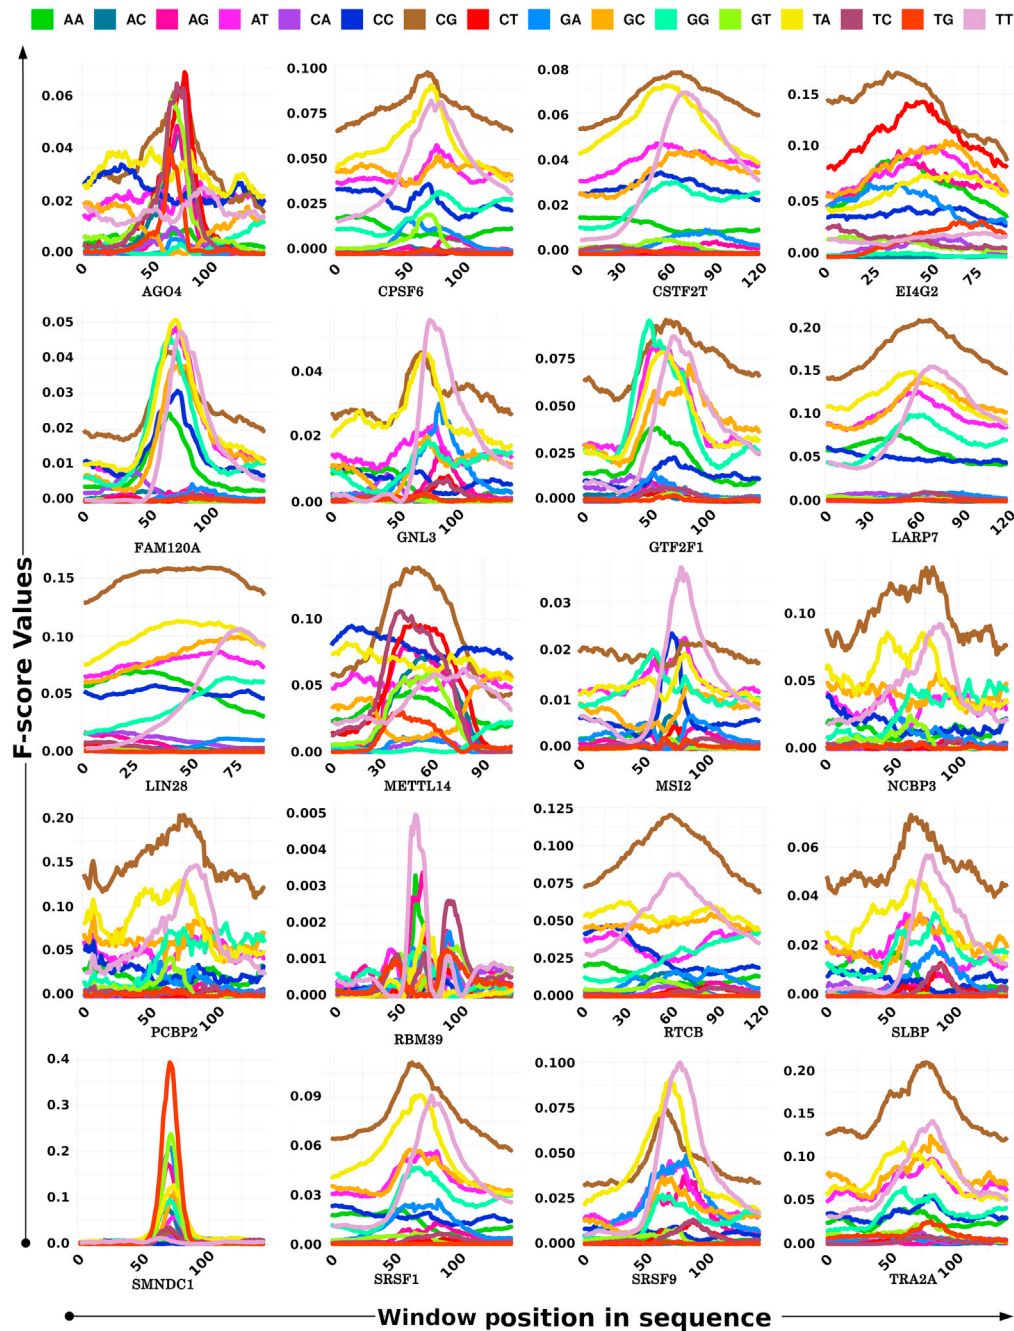 AA AC AG AT CA CC CG CT GA GC GG GT TA TC TG TT
F-score Values
0.06 0.04 0.02 0.00
0 50 100
AGO4
0.100 0.075 0.050 0.025 0.000
0 50 100
CPSF6
0.08 0.06 0.04 0.02 0.00
0 30 60 90 120
CSTF2T
0.15 0.10 0.05 0.00
0 25 50 75
EI4G2
0.05 0.04 0.03 0.02 0.01 0.00
0 50 100
FAM120A
0.04 0.02 0.00
0 50 100
GNL3
0.075 0.050 0.025 0.000
0 50 100
GTF2F1
0.20 0.15 0.10 0.05 0.00
0 30 60 90 120
LARP7
0.15 0.10 0.05 0.00
0 25 50 75
LIN28
0.10 0.05 0.00
0 30 60 90
METTL14
0.03 0.02 0.01 0.00
0 50 100
MSI2
0.10 0.05 0.00
0 50 100
NCBP3
0.20 0.15 0.10 0.05 0.00
0 50 100
PCBP2
0.005 0.004 0.003 0.002 0.001 0.000
0 50 100
RBM39
0.125 0.100 0.075 0.050 0.025 0.000
0 30 60 90 120
RTCB
0.06 0.04 0.02 0.00
0 50 100
SLBP
0.4 0.3 0.2 0.1 0.0
0 50 100
SMNDC1
0.09 0.06 0.03 0.00
0 50 100
SRSF1
0.100 0.075 0.050 0.025 0.000
0 50 100
SRSF9
0.20 0.15 0.10 0.05 0.00
0 50 100
TRA2A
Window position in sequence